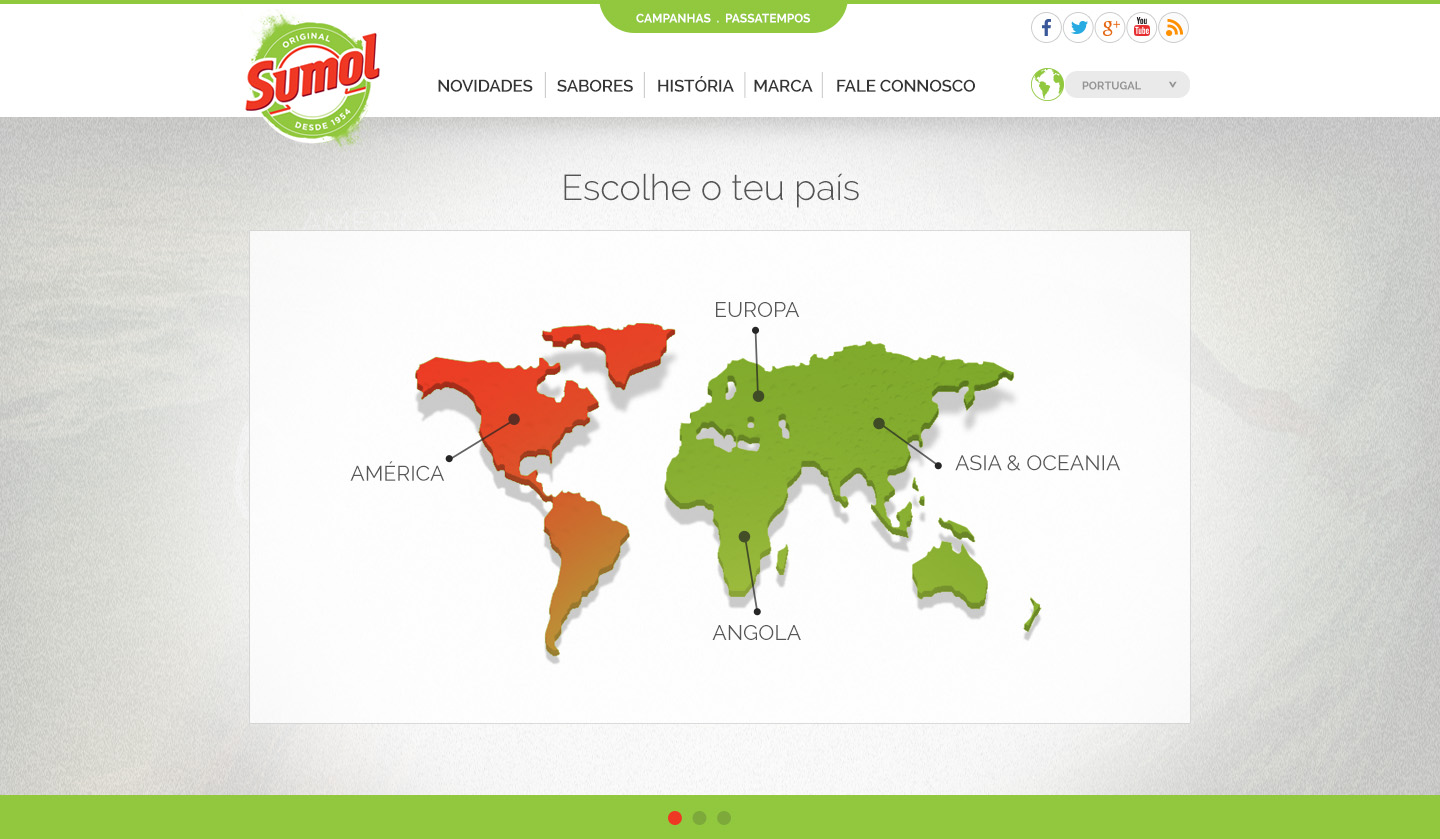 CAMPANHAS . PASSATEMPOS
You
Tube
ORIGINAL
Sumol
DESDE 1954
NOVIDADES
SABORES
HISTÓRIA
MARCA
FALE CONNOSCO
PORTUGAL
Escolhe o teu país
EUROPA
AMÉRICA
ASIA & OCEANIA
ANGOLA